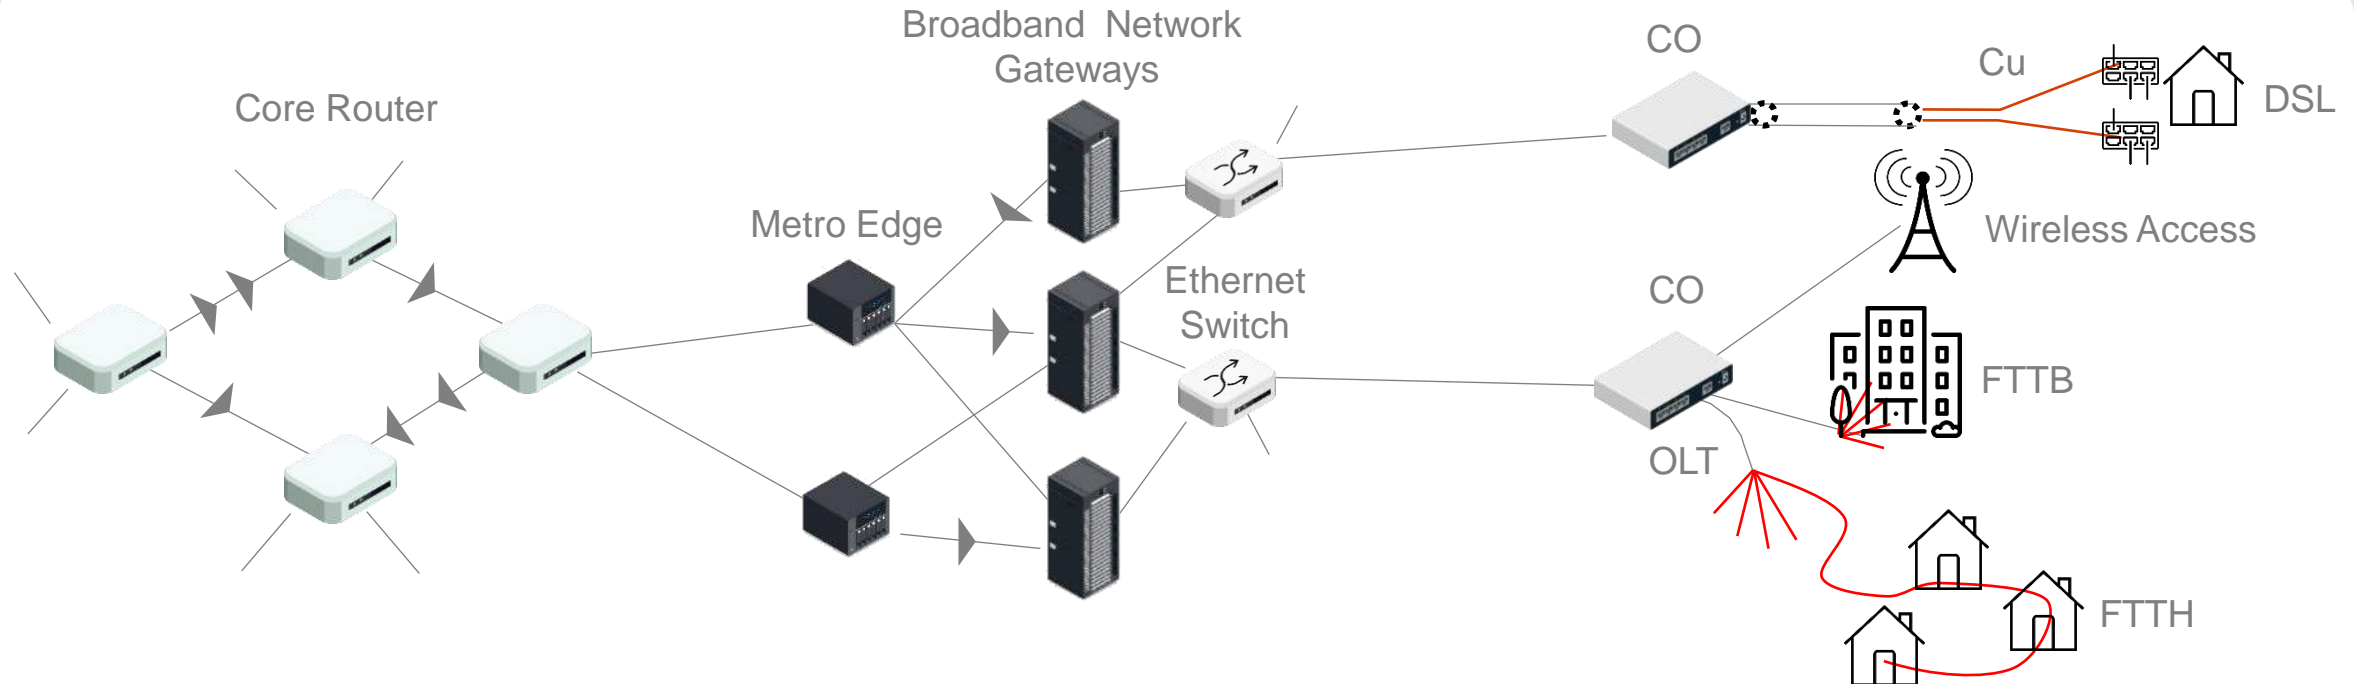 Broadband Network
Gateways
Core Router
Metro Edge
Ethernet
Switch
CO
Cu
DSL
Wireless Access
CO
FTTB
OLT
FTTH